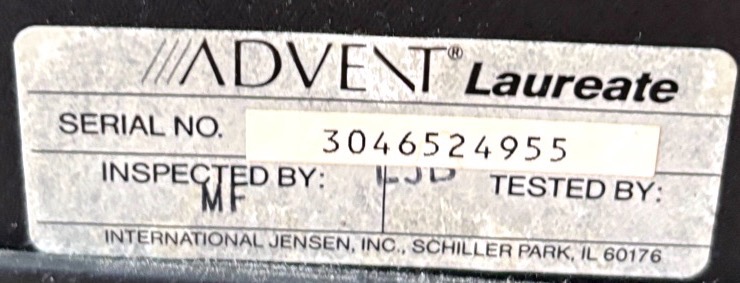 ADVENT® Laureate
SERIAL NO. 3046524955
INSPECTED BY: TESTED BY:
MF
INTERNATIONAL JENSEN, INC., SCHILLER PARK, IL 60176